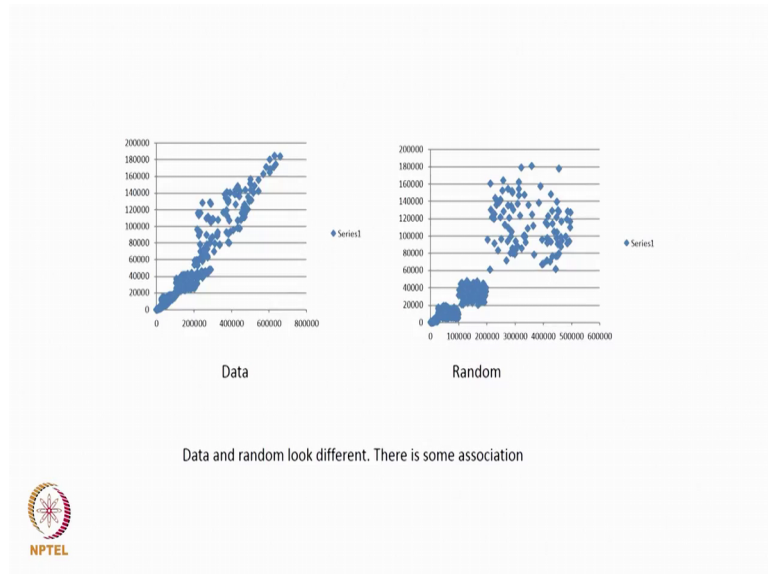 200000
180000
160000
140000
120000
100000
80000
60000
40000
20000
0
0 200000 400000 600000 800000
Series1
Data
200000
180000
160000
140000
120000
100000
80000
60000
40000
20000
0
0 100000 200000 300000 400000 500000 600000
Series1
Random
Data and random look different. There is some association
NPTEL